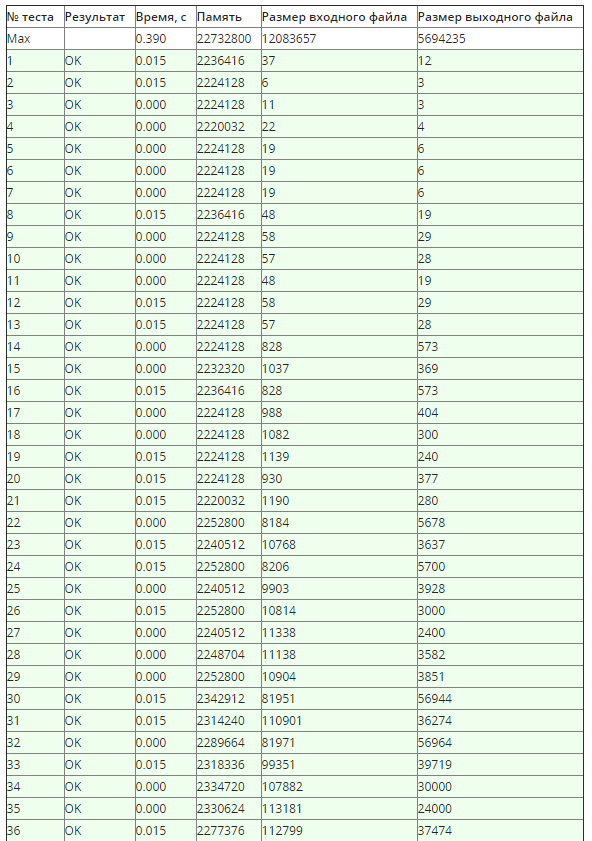 № теста Результат Время, с Память Размер входного файла Размер выходного файла
Max 0.390 22732800 12083657 5694235
1 OK 0.015 2236416 37 12
2 OK 0.015 2224128 6 3
3 OK 0.000 2224128 11 3
4 OK 0.000 2220032 22 4
5 OK 0.000 2224128 19 6
6 OK 0.000 2224128 19 6
7 OK 0.000 2224128 19 6
8 OK 0.015 2236416 48 19
9 OK 0.000 2224128 58 29
10 OK 0.000 2224128 57 28
11 OK 0.000 2224128 48 19
12 OK 0.015 2224128 58 29
13 OK 0.015 2224128 57 28
14 OK 0.000 2224128 828 573
15 OK 0.000 2232320 1037 369
16 OK 0.015 2236416 828 573
17 OK 0.000 2224128 988 404
18 OK 0.000 2224128 1082 300
19 OK 0.015 2224128 1139 240
20 OK 0.015 2224128 930 377
21 OK 0.015 2220032 1190 280
22 OK 0.000 2252800 8184 5678
23 OK 0.015 2240512 10768 3637
24 OK 0.015 2252800 8206 5700
25 OK 0.000 2240512 9903 3928
26 OK 0.015 2252800 10814 3000
27 OK 0.000 2240512 11338 2400
28 OK 0.000 2248704 11138 3582
29 OK 0.000 2252800 10904 3851
30 OK 0.015 2342912 81951 56944
31 OK 0.015 2314240 110901 36274
32 OK 0.000 2289664 81971 56964
33 OK 0.015 2318336 99351 39719
34 OK 0.000 2334720 107882 30000
35 OK 0.000 2330624 113181 24000
36 OK 0.015 2277376 112799 37474